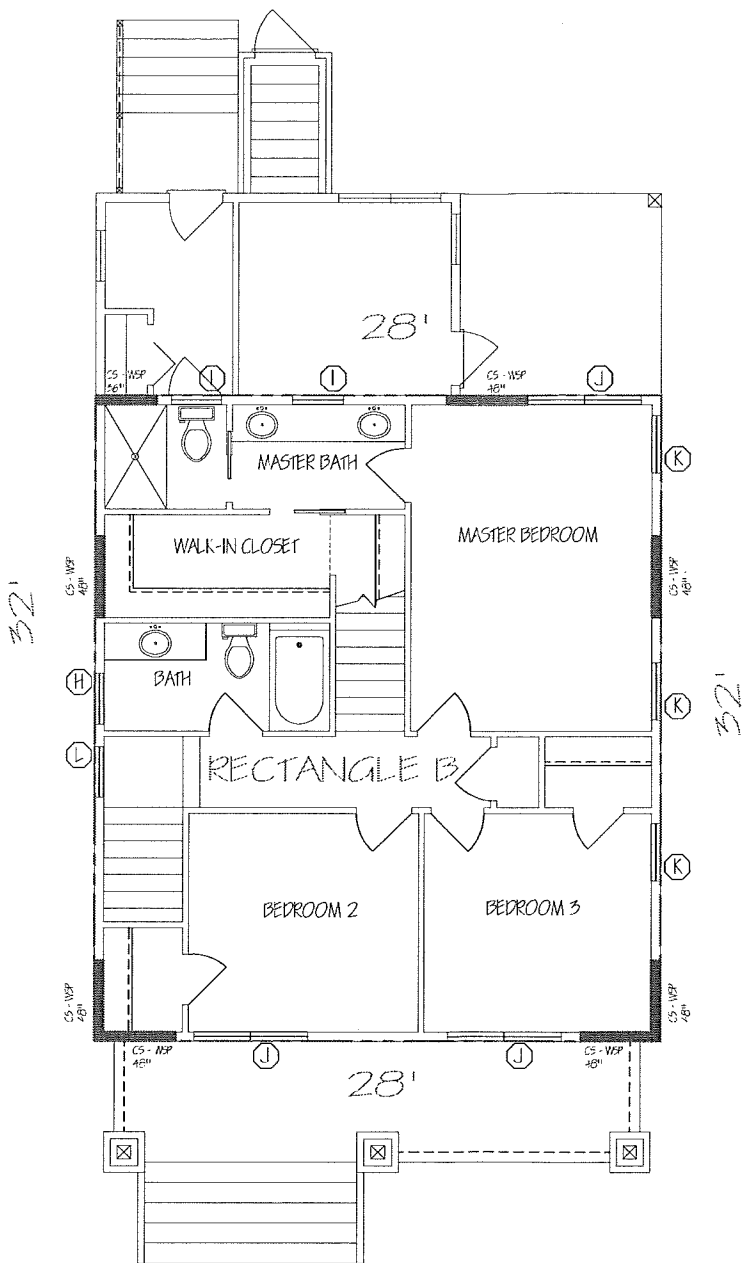 28'
CS - WSP
36"
I
I
CS - WSP
48"
J
K
MASTER BATH
MASTER BEDROOM
WALK-IN CLOSET
CS - WSP
48"
CS - WSP
48"
32'
H
BATH
K
32'
L
RECTANGLE B
K
BEDROOM 2
BEDROOM 3
CS - WSP
48"
CS - WSP
48"
CS - WSP
48"
J
J
CS - WSP
48"
28'